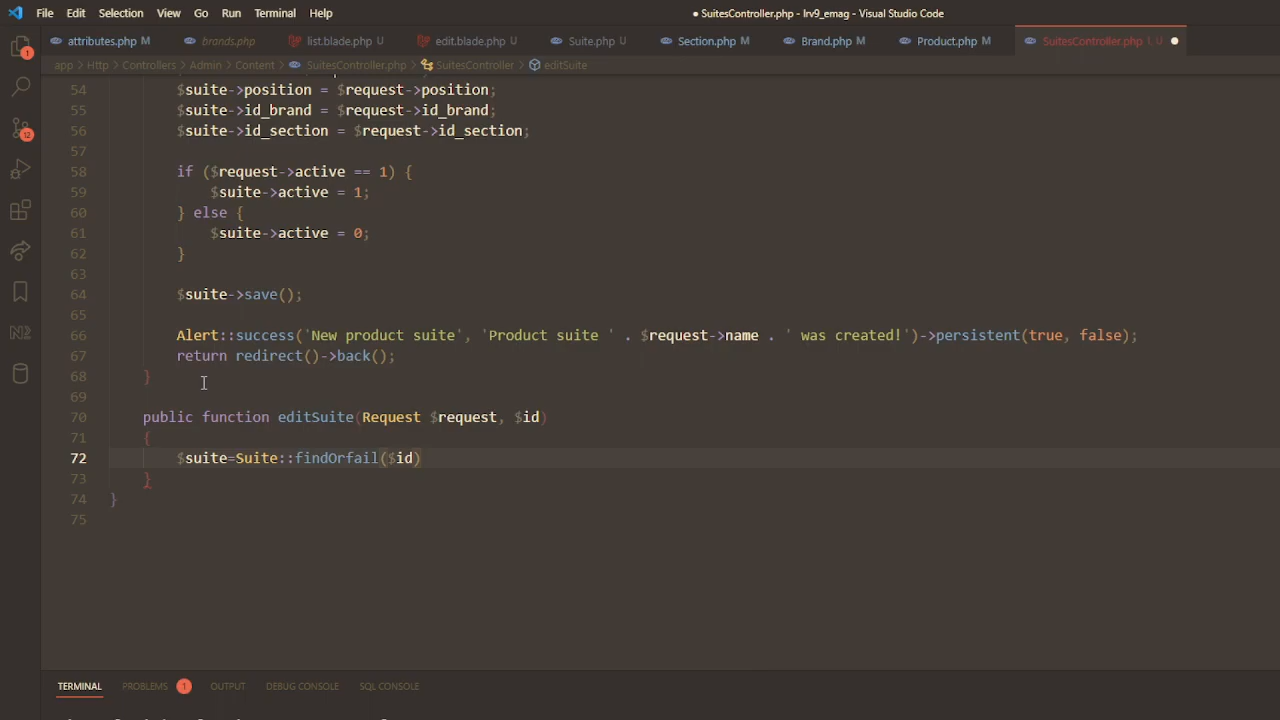 File Edit Selection View Go Run Terminal Help ● SuitesController.php - lrv9_emag - Visual Studio Code
attributes.php M brands.php list.blade.php U edit.blade.php U Suite.php U Section.php M Brand.php M Product.php M SuitesController.php 1, U ●
app > Http > Controllers > Admin > Content > SuitesController.php > SuitesController > editSuite
54 $suite->position = $request->position;
55 $suite->id_brand = $request->id_brand;
56 $suite->id_section = $request->id_section;
57
58 if ($request->active == 1) {
59 $suite->active = 1;
60 } else {
61 $suite->active = 0;
62 }
63
64 $suite->save();
65
66 Alert::success('New product suite', 'Product suite ' . $request->name . ' was created!')->persistent(true, false);
67 return redirect()->back();
68 }
69
70 public function editSuite(Request $request, $id)
71 {
72 $suite=Suite::findOrfail($id)
73 }
74 }
75
1
12
N2
TERMINAL PROBLEMS 1 OUTPUT DEBUG CONSOLE SQL CONSOLE